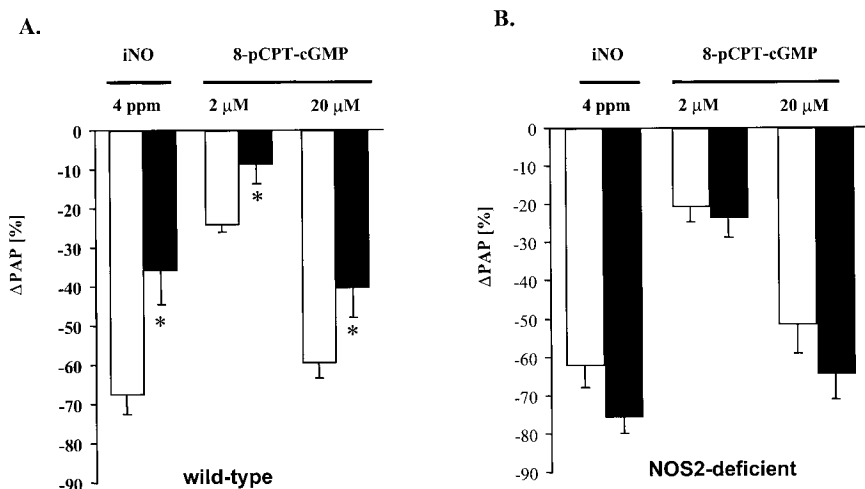 A.
iNO 8-pCPT-cGMP
4 ppm 2 μM 20 μM
0
-10
-20
-30
-40
-50
-60
-70
-80
-90
ΔPAP [%]
*
*
*
wild-type
B.
iNO 8-pCPT-cGMP
4 ppm 2 μM 20 μM
0
-10
-20
-30
-40
-50
-60
-70
-80
-90
ΔPAP [%]
NOS2-deficient